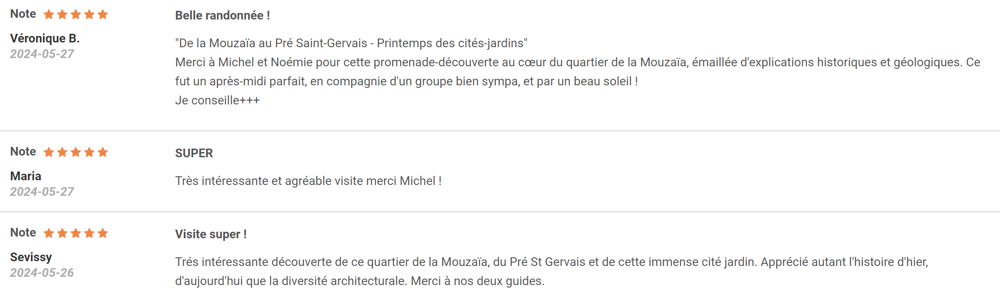 Note
Belle randonnée !
Véronique B.
2024-05-27
"De la Mouzaïa au Pré Saint-Gervais - Printemps des cités-jardins"
Merci à Michel et Noémie pour cette promenade-découverte au cœur du quartier de la Mouzaïa, émaillée d'explications historiques et géologiques. Ce
fut un après-midi parfait, en compagnie d'un groupe bien sympa, et par un beau soleil !
Je conseille+++
Note
SUPER
Maria
2024-05-27
Très intéressante et agréable visite merci Michel !
Note
Visite super !
Sevissy
2024-05-26
Trés intéressante découverte de ce quartier de la Mouzaïa, du Pré St Gervais et de cette immense cité jardin. Apprécié autant l'histoire d'hier,
d'aujourd'hui que la diversité architecturale. Merci à nos deux guides.